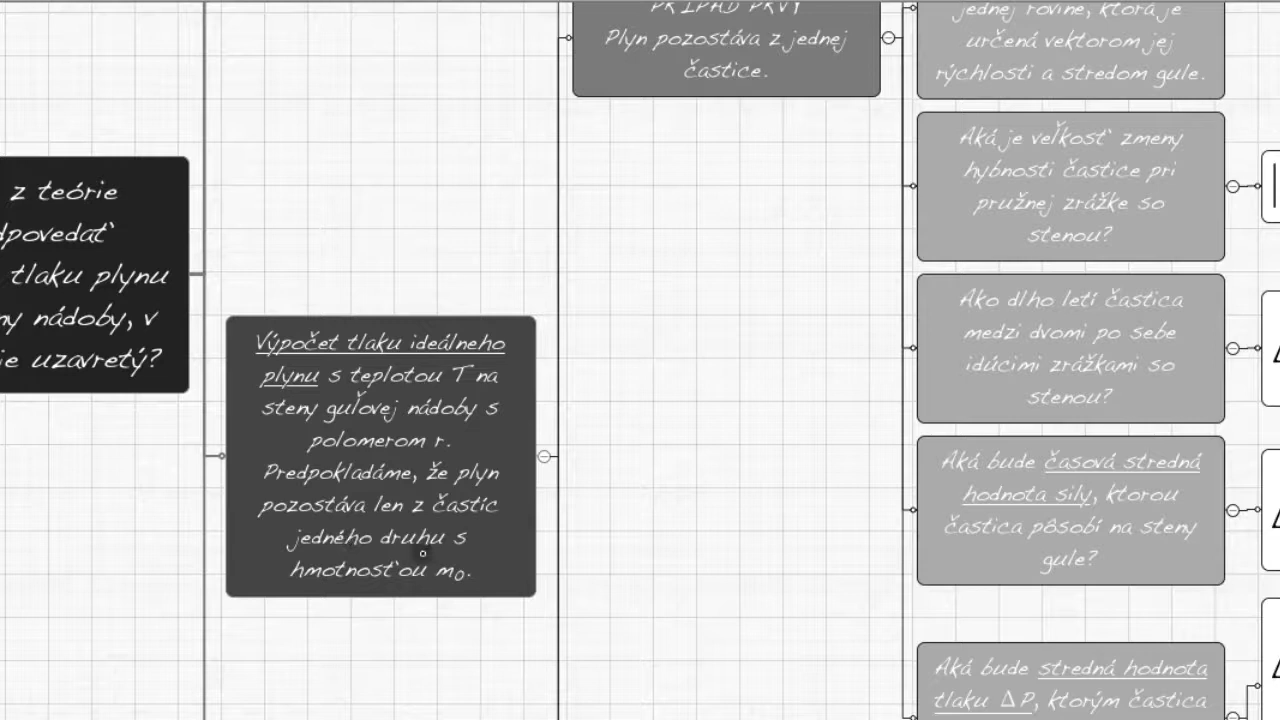 z teórie
tlaku plynu
nádoby, v
je uzavretý?
Výpočet tlaku ideálneho
plynu s teplotou T na
steny guľovej nádoby s
polomerom r.
Predpokladáme, že plyn
pozostáva len z častíc
jedného druhu s
hmotnosťou m₀.
PRÍPAD PRVÝ
Plyn pozostáva z jednej
častice.
jednej rovine, ktorá je
určená vektorom jej
rýchlosti a stredom gule.
Aká je veľkosť zmeny
hybnosti častice pri
pružnej zrážke so
stenou?
Ako dlho letí častica
medzi dvomi po sebe
idúcimi zrážkami so
stenou?
Aká bude časová stredná
hodnota sily, ktorou
častica pôsobí na steny
gule?
Aká bude stredná hodnota
tlaku ΔP, ktorým častica